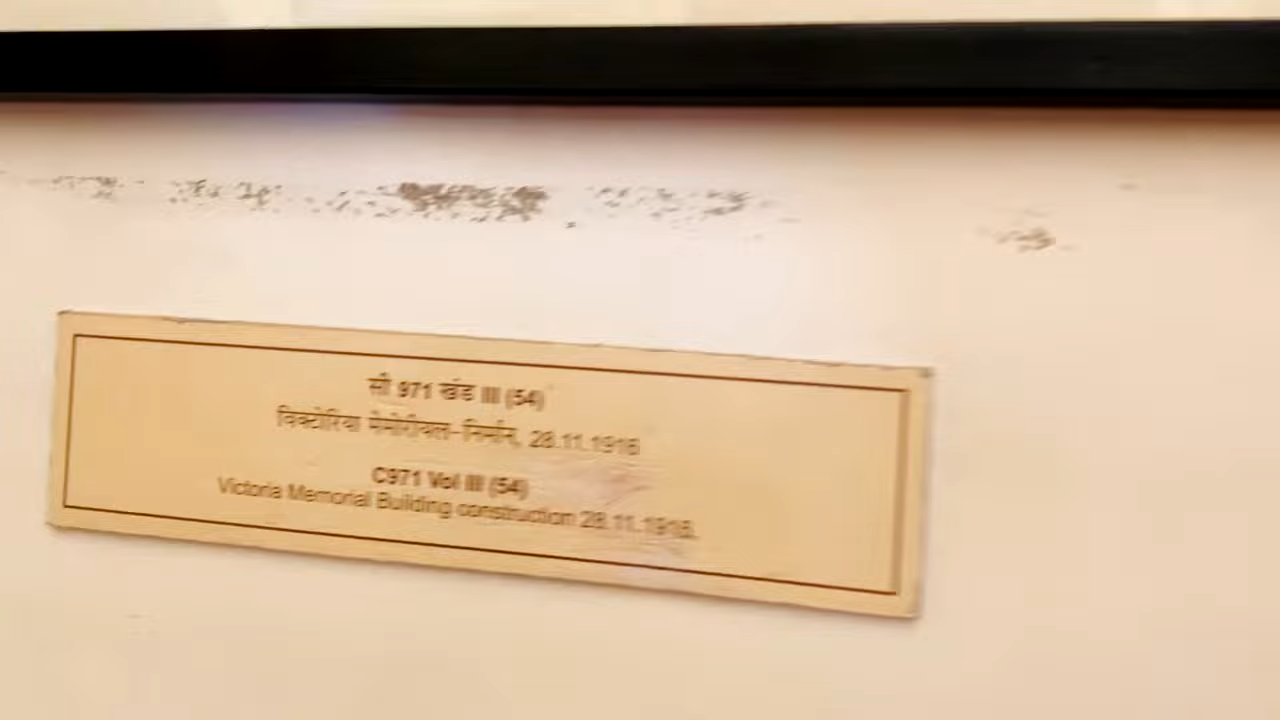 सी 971 खंड III (54)
विक्टोरिया मेमोरीयल-निर्मान, 28.11.1916
C971 Vol III (54)
Victoria Memorial Building construction 28.11.1916.